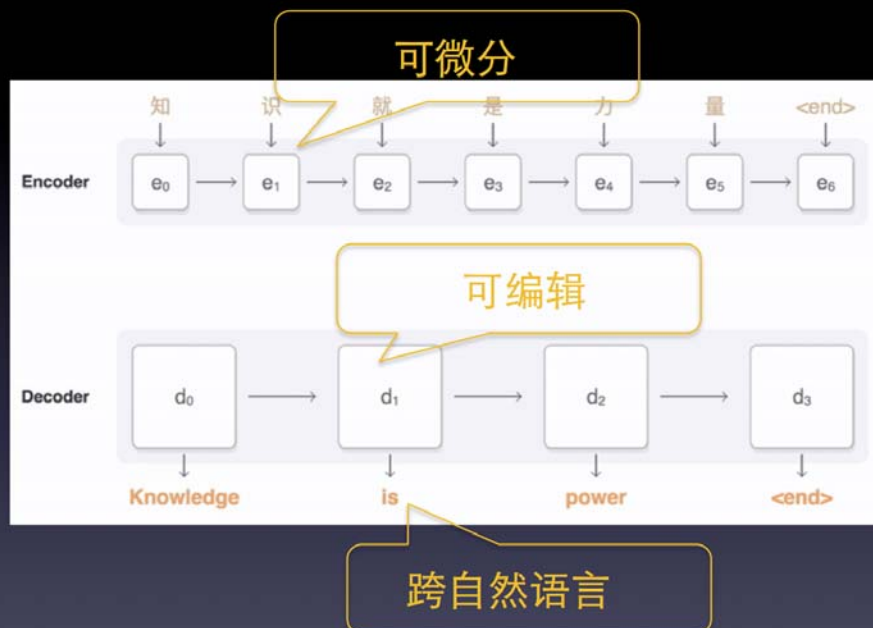 可微分
知 识 就 是 力 量 <end>
Encoder e₀ e₁ e₂ e₃ e₄ e₅ e₆
可编辑
Decoder d₀ d₁ d₂ d₃
Knowledge is power <end>
跨自然语言